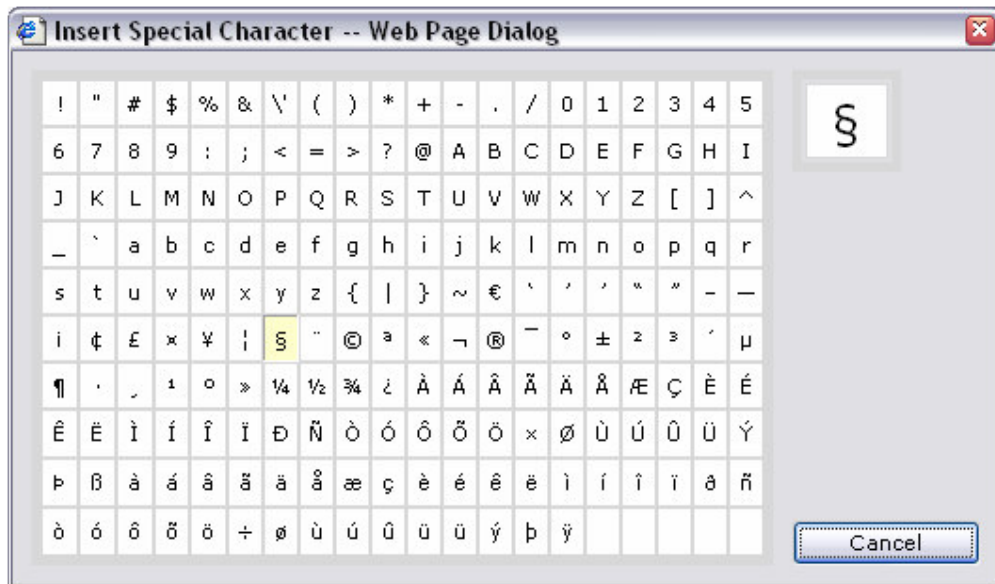 Insert Special Character -- Web Page Dialog
! " # $ % & \' ( ) * + - . / 0 1 2 3 4 5
§
6 7 8 9 : ; < = > ? @ A B C D E F G H I
J K L M N O P Q R S T U V W X Y Z [ ] ^
_ ` a b c d e f g h i j k l m n o p q r
s t u v w x y z { | } ~ € ‘ ’ ’ “ ” – —
¡ ¢ £ ¤ ¥ ¦ § ¨ © ª « ¬ ® ¯ ° ± ² ³ ´ µ
¶ · ¸ ¹ º » ¼ ½ ¾ ¿ À Á Â Ã Ä Å Æ Ç È É
Ê Ë Ì Í Î Ï Ð Ñ Ò Ó Ô Õ Ö × Ø Ù Ú Û Ü Ý
Þ ß à á â ã ä å æ ç è é ê ë ì í î ï ð ñ
ò ó ô õ ö ÷ ø ù ú û ü ü ý þ ÿ
Cancel